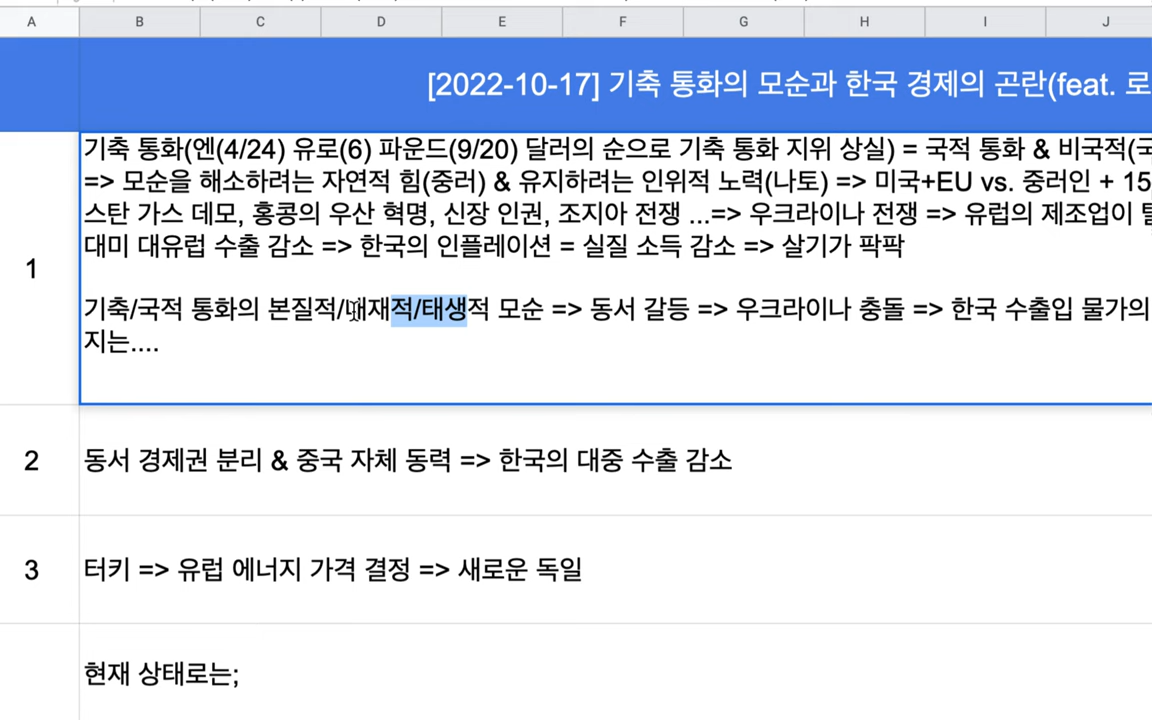 A B C D E F G H I J
[2022-10-17] 기축 통화의 모순과 한국 경제의 곤란(feat. 로
기축 통화(엔(4/24) 유로(6) 파운드(9/20) 달러의 순으로 기축 통화 지위 상실) = 국적 통화 & 비국적(국
=> 모순을 해소하려는 자연적 힘(중러) & 유지하려는 인위적 노력(나토) => 미국+EU vs. 중러인 + 15
스탄 가스 데모, 홍콩의 우산 혁명, 신장 인권, 조지아 전쟁 ...=> 우크라이나 전쟁 => 유럽의 제조업이
대미 대유럽 수출 감소 => 한국의 인플레이션 = 실질 소득 감소 => 살기가 팍팍
1
기축/국적 통화의 본질적/내재적/태생적 모순 => 동서 갈등 => 우크라이나 충돌 => 한국 수출입 물가의
지는....
2 동서 경제권 분리 & 중국 자체 동력 => 한국의 대중 수출 감소
3 터키 => 유럽 에너지 가격 결정 => 새로운 독일
현재 상태로는;